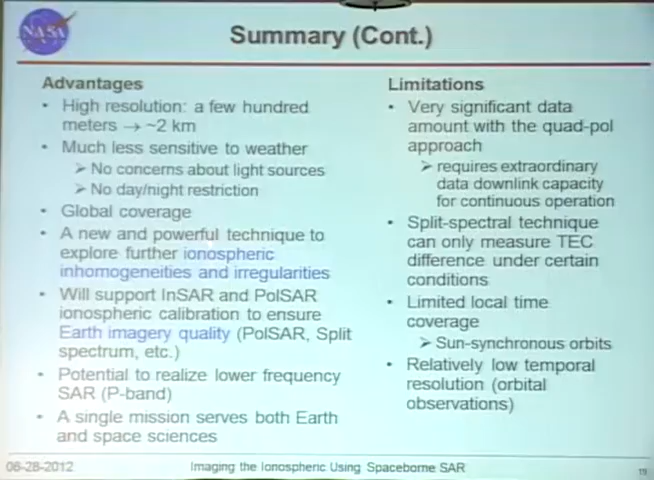 NASA
Summary (Cont.)
Advantages
• High resolution: a few hundred
meters → ~2 km
• Much less sensitive to weather
➢ No concerns about light sources
➢ No day/night restriction
• Global coverage
• A new and powerful technique to
explore further ionospheric
inhomogeneities and irregularities
• Will support InSAR and PolSAR
ionospheric calibration to ensure
Earth imagery quality (PolSAR, Split
spectrum, etc.)
• Potential to realize lower frequency
SAR (P-band)
• A single mission serves both Earth
and space sciences
Limitations
• Very significant data
amount with the quad-pol
approach
➢ requires extraordinary
data downlink capacity
for continuous operation
• Split-spectral technique
can only measure TEC
difference under certain
conditions
• Limited local time
coverage
➢ Sun-synchronous orbits
• Relatively low temporal
resolution (orbital
observations)
06-28-2012
Imaging the Ionospheric Using Spaceborne SAR
19